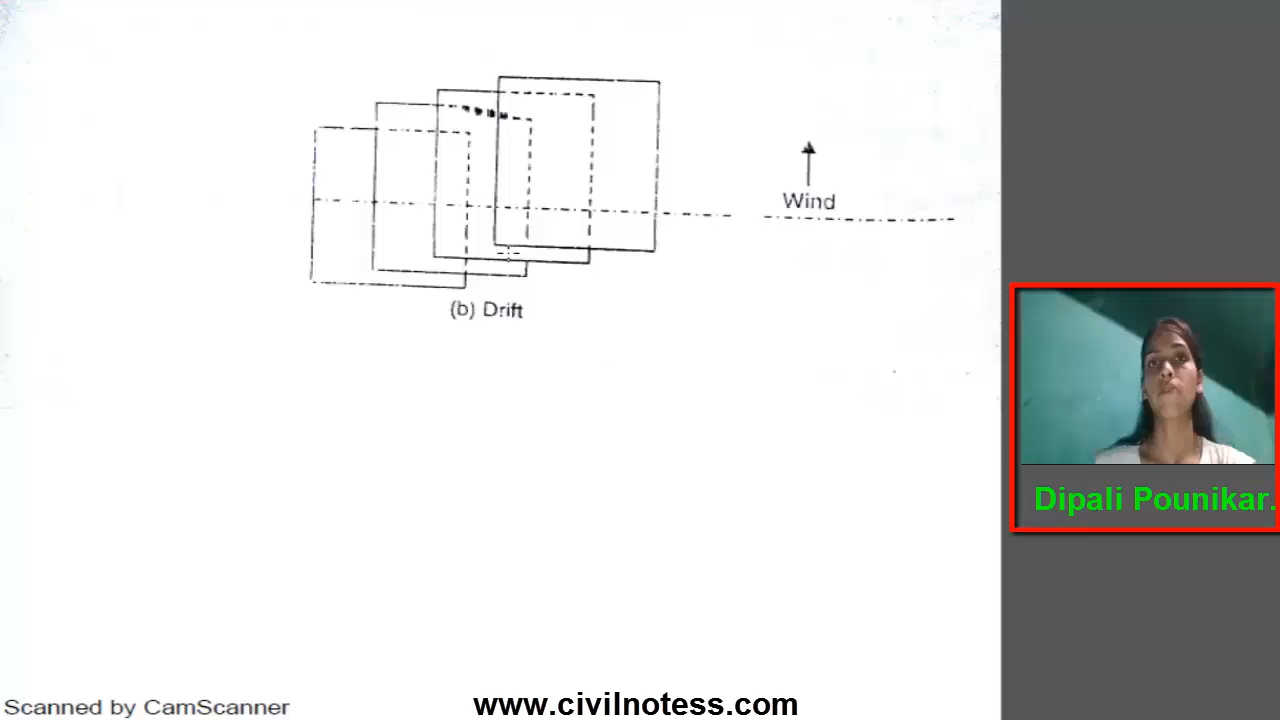 Wind
(b) Drift
Dipali Pounikar.
Scanned by CamScanner
www.civilnotess.com